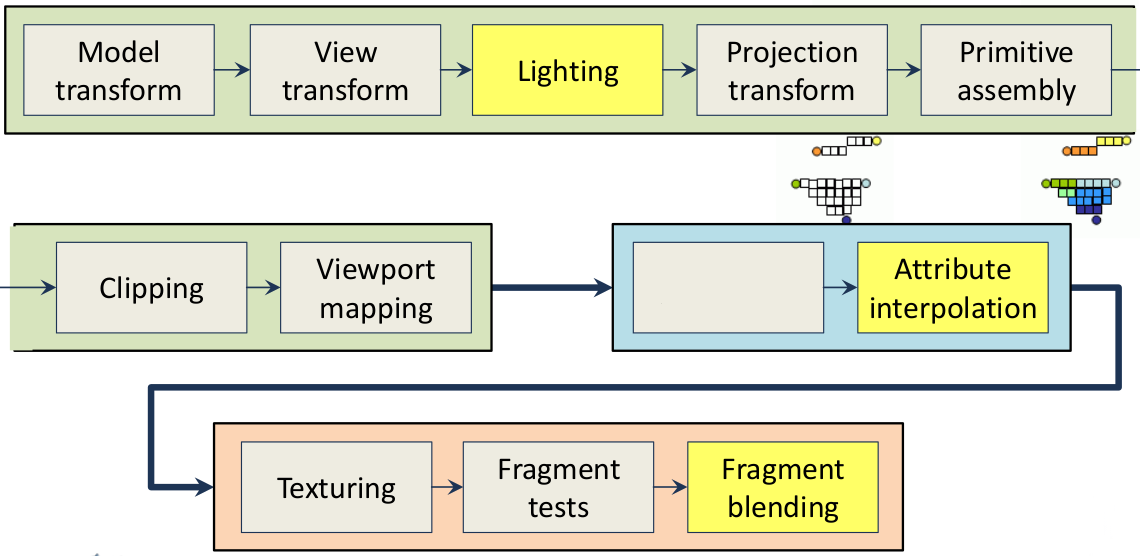 Model
transform
View
transform
Lighting
Projection
transform
Primitive
assembly
Clipping
Viewport
mapping
Attribute
interpolation
Texturing
Fragment
tests
Fragment
blending